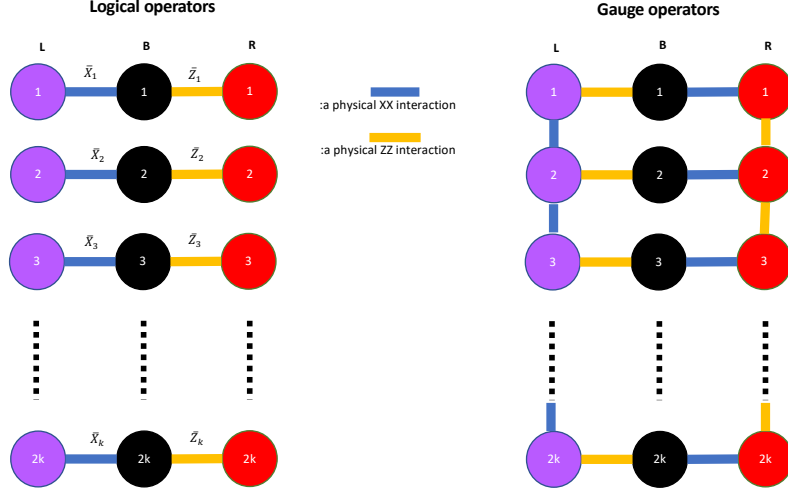 Logical operators
L B R
X̄₁ Z̄₁
1 1 1
X̄₂ Z̄₂
2 2 2
X̄₃ Z̄₃
3 3 3
X̄ₖ Z̄ₖ
2k 2k 2k
:a physical XX interaction
:a physical ZZ interaction
Gauge operators
L B R
1 1 1
2 2 2
3 3 3
2k 2k 2k